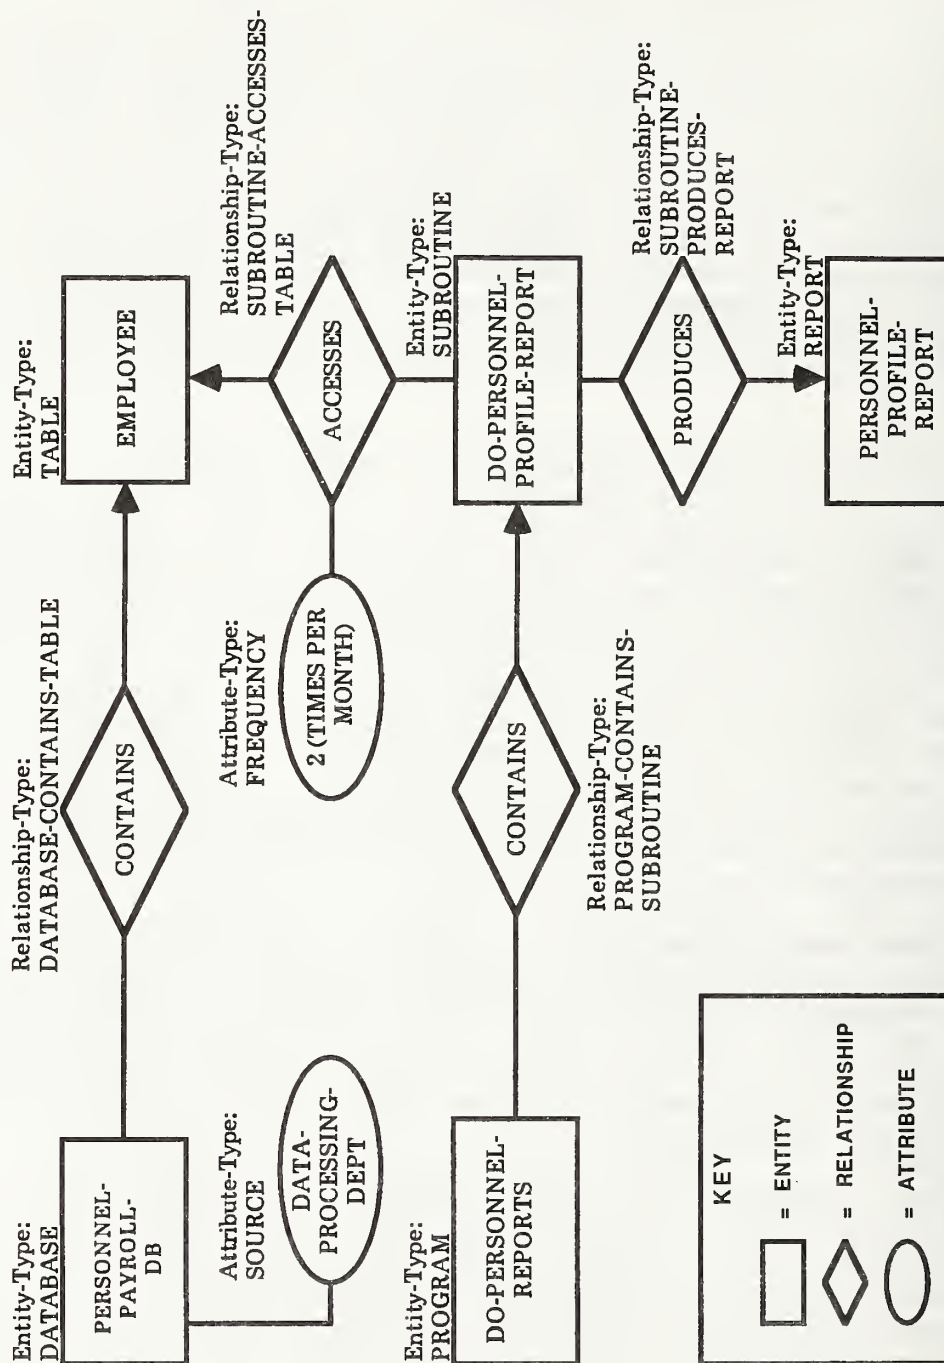 Entity-Type:
DATABASE
PERSONNEL-
PAYROLL-
DB
Relationship-Type:
DATABASE-CONTAINS-TABLE
CONTAINS
Entity-Type:
TABLE
EMPLOYEE
Attribute-Type:
SOURCE
DATA-
PROCESSING-
DEPT
Attribute-Type:
FREQUENCY
2 (TIMES PER
MONTH)
Relationship-Type:
SUBROUTINE-ACCESSES-
TABLE
ACCESSES
Entity-Type:
PROGRAM
DO-PERSONNEL-
REPORTS
CONTAINS
Relationship-Type:
PROGRAM-CONTAINS-
SUBROUTINE
Entity-Type:
SUBROUTINE
DO-PERSONNEL-
PROFILE-REPORT
Relationship-Type:
SUBROUTINE-
PRODUCES-
REPORT
PRODUCES
Entity-Type:
REPORT
PERSONNEL-
PROFILE-
REPORT
KEY
= ENTITY
= RELATIONSHIP
= ATTRIBUTE